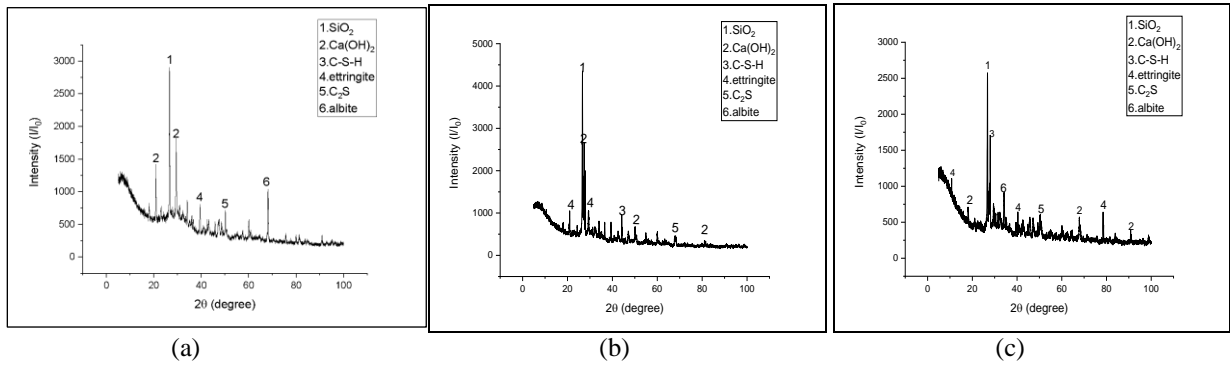 1.SiO₂
2.Ca(OH)₂
3.C-S-H
4.ettringite
5.C₂S
6.albite
Intensity (I/I₀)
3000
2500
2000
1500
1000
500
0
1
2
2
4
5
6
0 20 40 60 80 100
2θ (degree)
(a)
1.SiO₂
2.Ca(OH)₂
3.C-S-H
4.ettringite
5.C₂S
6.albite
Intensity (I/I₀)
5000
4000
3000
2000
1000
0
1
2
4 4 3 2 5 2
0 20 40 60 80 100
2θ (degree)
(b)
1.SiO₂
2.Ca(OH)₂
3.C-S-H
4.ettringite
5.C₂S
6.albite
Intensity (I/I₀)
3000
2500
2000
1500
1000
500
0
1
3
4
2 6 4 5 2 4 2
0 20 40 60 80 100
2θ (degree)
(c)